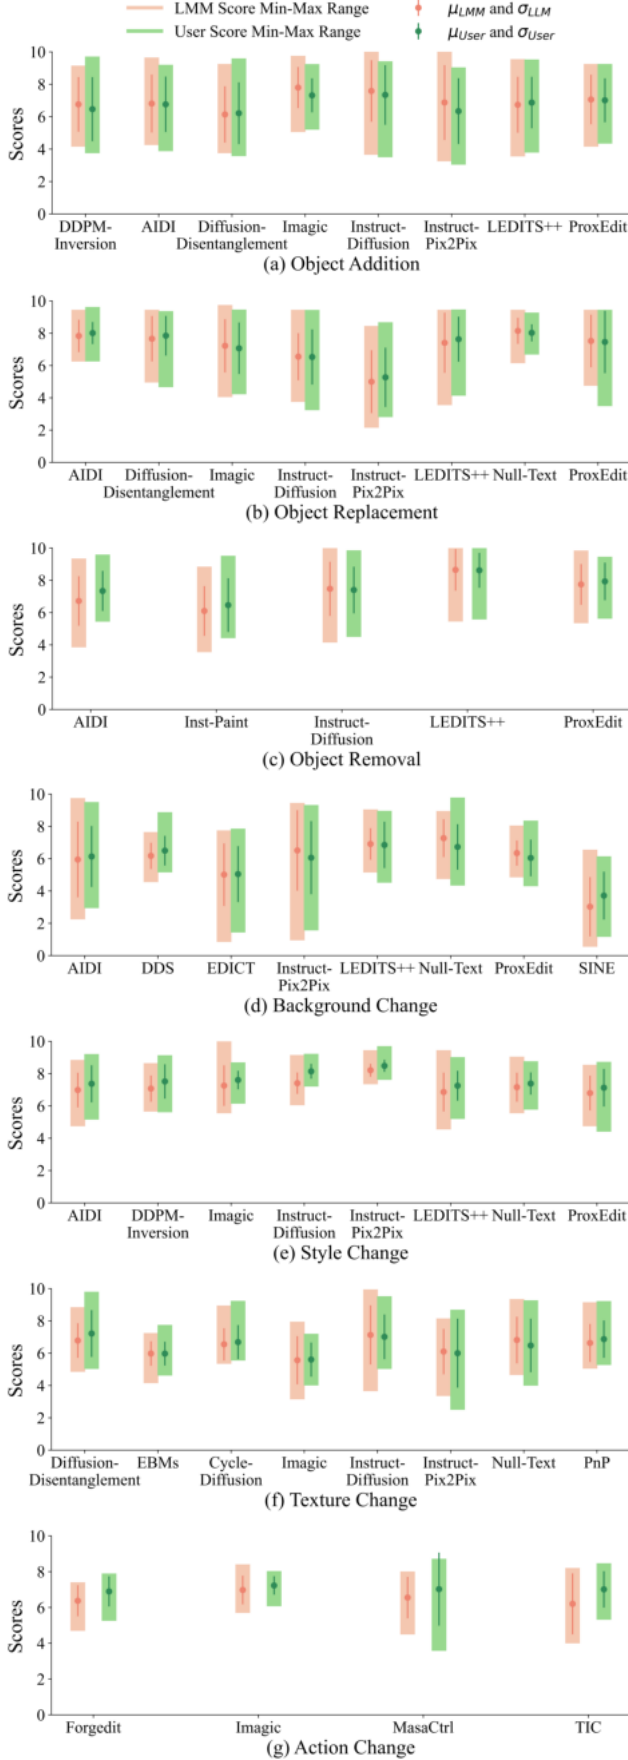 LMM Score Min-Max Range μLMM and σLLM
User Score Min-Max Range μUser and σUser
10
8
6
4
2
0
Scores
DDPM-Inversion AIDI Diffusion-Disentanglement Imagic Instruct-Diffusion Instruct-Pix2Pix LEDITS++ ProxEdit
(a) Object Addition
10
8
6
4
2
0
Scores
AIDI Diffusion-Disentanglement Imagic Instruct-Diffusion Instruct-Pix2Pix LEDITS++ Null-Text ProxEdit
(b) Object Replacement
10
8
6
4
2
0
Scores
AIDI Inst-Paint Instruct-Diffusion LEDITS++ ProxEdit
(c) Object Removal
10
8
6
4
2
0
Scores
AIDI DDS EDICT Instruct-Pix2Pix LEDITS++ Null-Text ProxEdit SINE
(d) Background Change
10
8
6
4
2
0
Scores
AIDI DDPM-Inversion Imagic Instruct-Diffusion Instruct-Pix2Pix LEDITS++ Null-Text ProxEdit
(e) Style Change
10
8
6
4
2
0
Scores
Diffusion-Disentanglement EBMs Cycle-Diffusion Imagic Instruct-Diffusion Instruct-Pix2Pix Null-Text PnP
(f) Texture Change
10
8
6
4
2
0
Scores
Forgedit Imagic MasaCtrl TIC
(g) Action Change